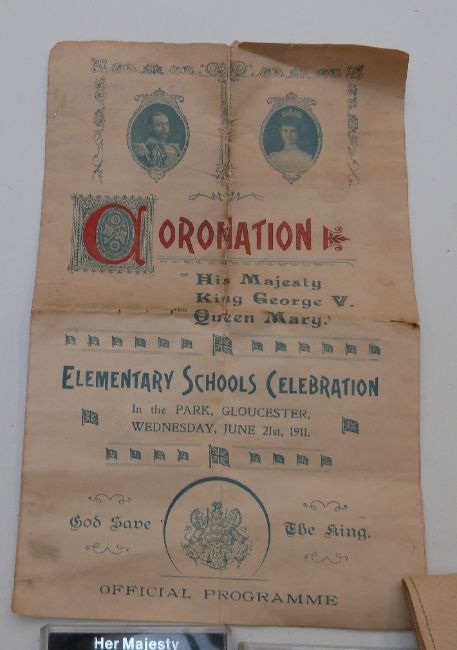 CORONATION
OF His Majesty
King George V.
AND Queen Mary.
ELEMENTARY SCHOOLS CELEBRATION
In the PARK, GLOUCESTER,
WEDNESDAY, JUNE 21st, 1911.
God Save The King.
OFFICIAL PROGRAMME
Her Majesty